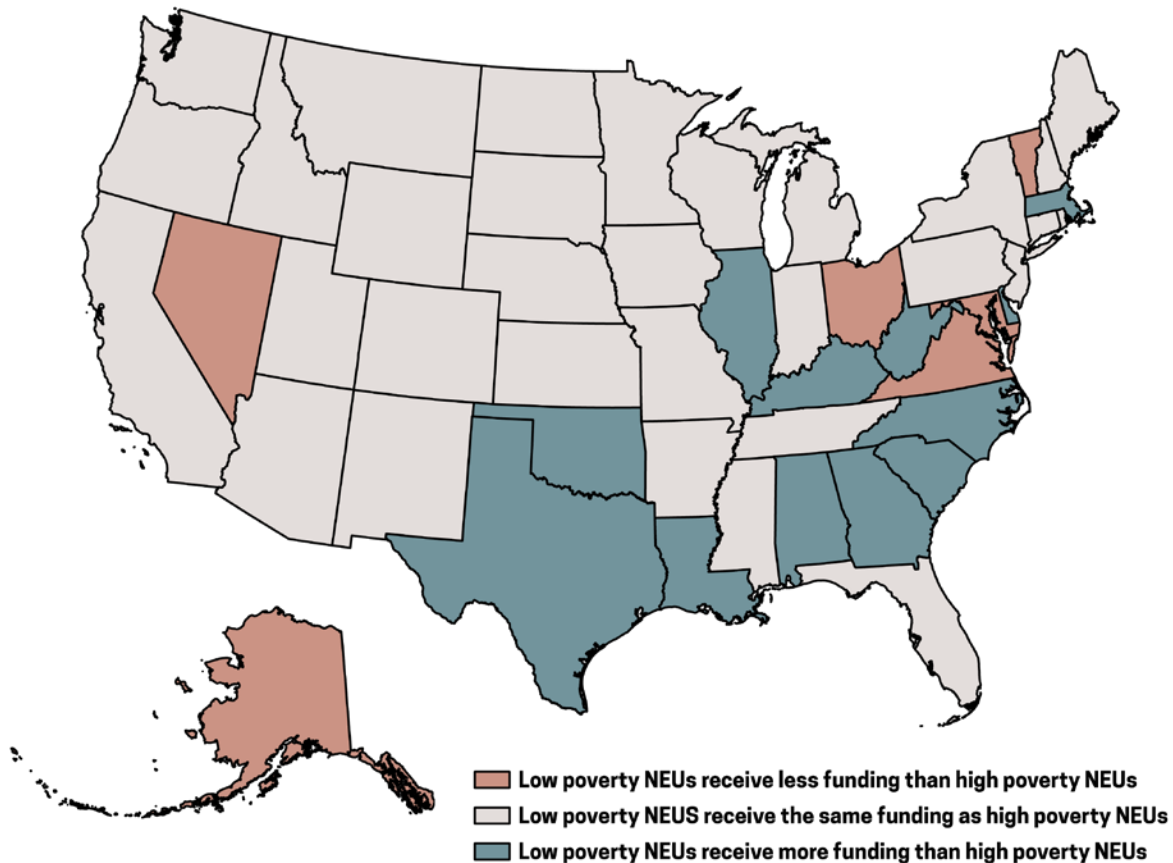 Low poverty NEUs receive less funding than high poverty NEUs
Low poverty NEUS receive the same funding as high poverty NEUs
Low poverty NEUs receive more funding than high poverty NEUs